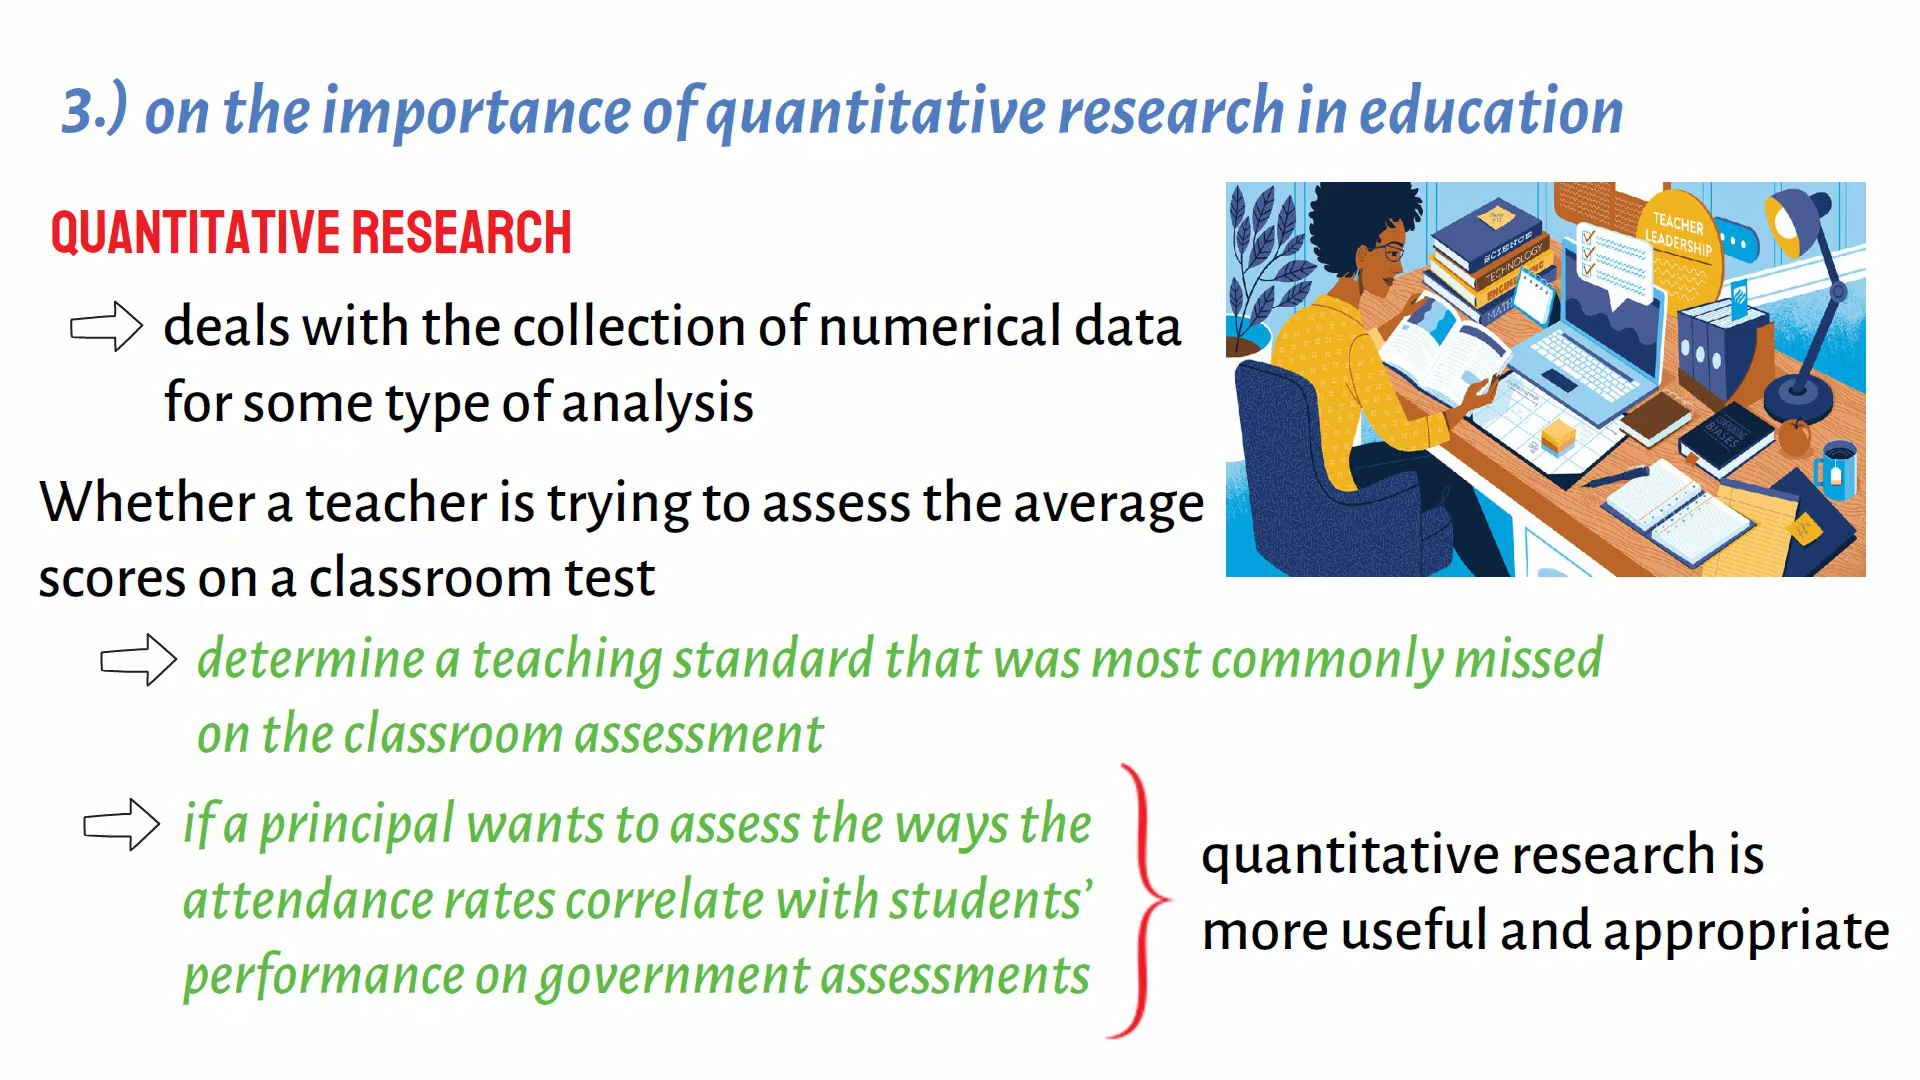 3.) on the importance of quantitative research in education
QUANTITATIVE RESEARCH
deals with the collection of numerical data
for some type of analysis
Whether a teacher is trying to assess the average
scores on a classroom test
determine a teaching standard that was most commonly missed
on the classroom assessment
if a principal wants to assess the ways the
attendance rates correlate with students’
performance on government assessments
quantitative research is
more useful and appropriate
TEACHER
LEADERSHIP
SCIENCE
TECHNOLOGY
MATH
BIASES